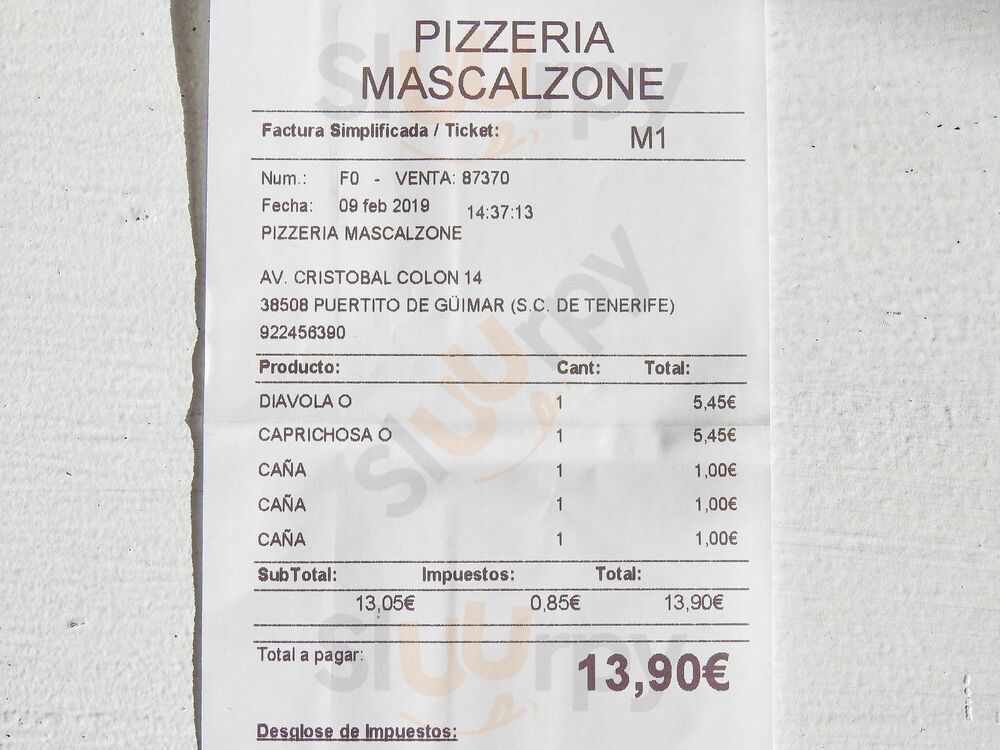 PIZZERIA
MASCALZONE
Factura Simplificada / Ticket: M1
Num.: F0 - VENTA: 87370
Fecha: 09 feb 2019 14:37:13
PIZZERIA MASCALZONE
AV. CRISTOBAL COLON 14
38508 PUERTITO DE GÜIMAR (S.C. DE TENERIFE)
922456390
Producto: Cant: Total:
DIAVOLA O 1 5,45€
CAPRICHOSA O 1 5,45€
CAÑA 1 1,00€
CAÑA 1 1,00€
CAÑA 1 1,00€
SubTotal: Impuestos: Total:
13,05€ 0,85€ 13,90€
Total a pagar: 13,90€
Desglose de Impuestos:
sluurpy
sluurpy
sluurpy